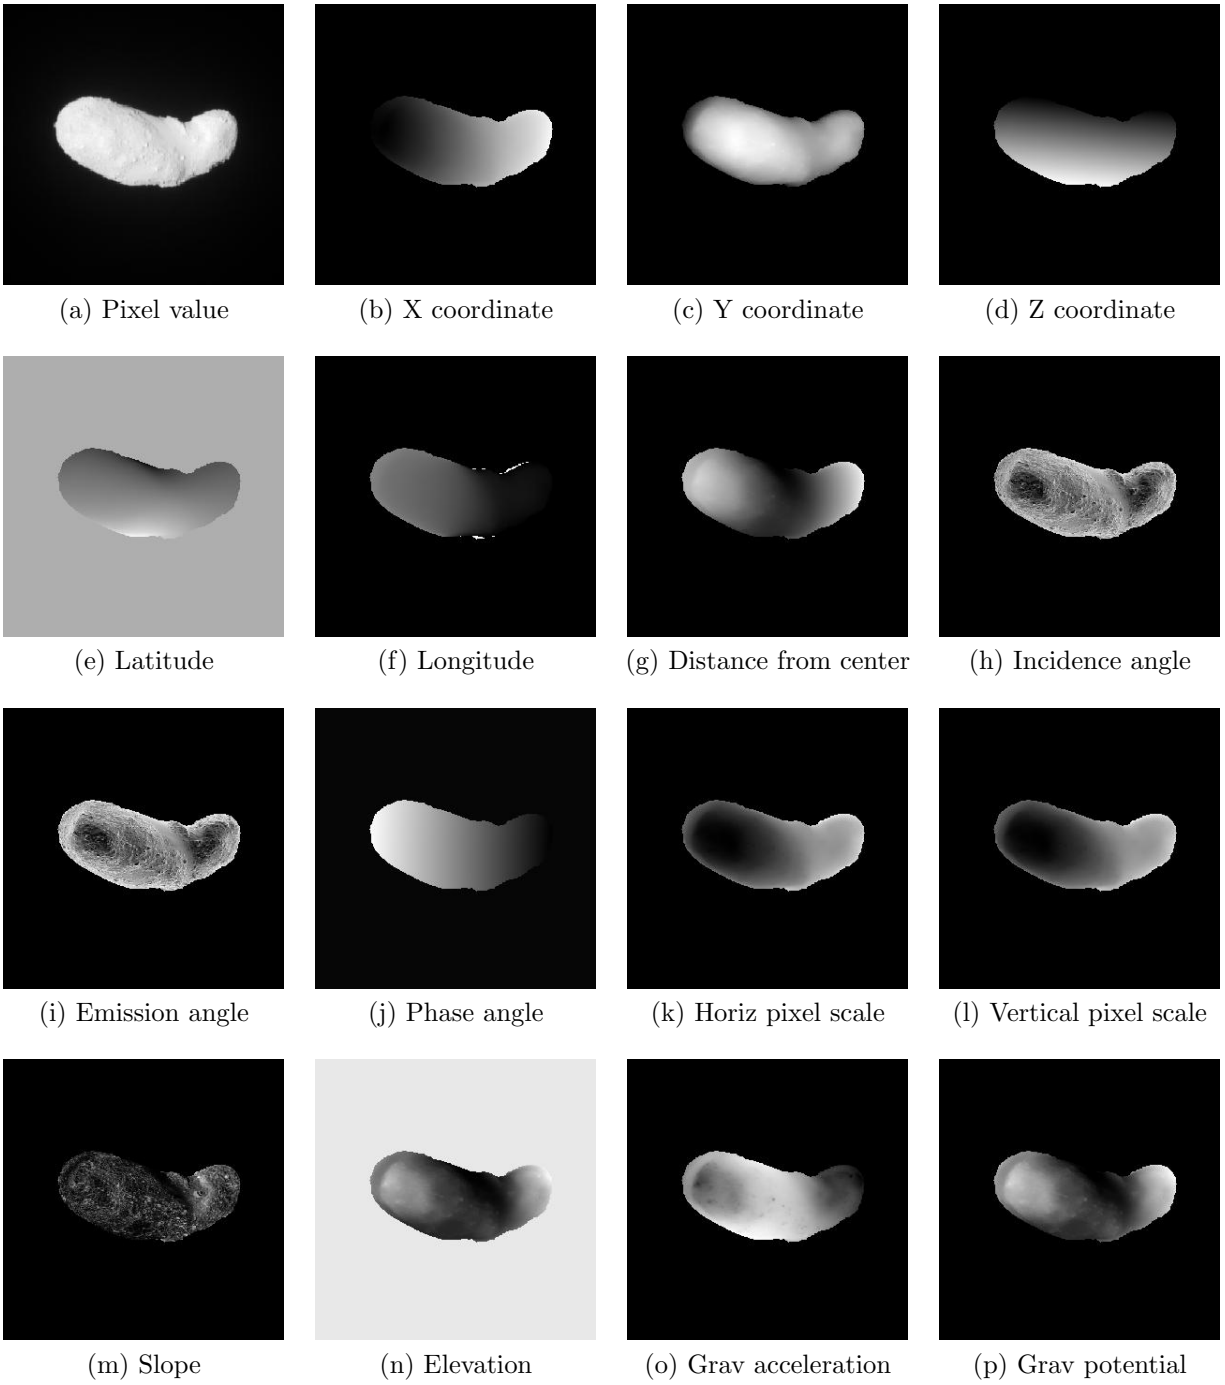 (a) Pixel value
(b) X coordinate
(c) Y coordinate
(d) Z coordinate
(e) Latitude
(f) Longitude
(g) Distance from center
(h) Incidence angle
(i) Emission angle
(j) Phase angle
(k) Horiz pixel scale
(l) Vertical pixel scale
(m) Slope
(n) Elevation
(o) Grav acceleration
(p) Grav potential